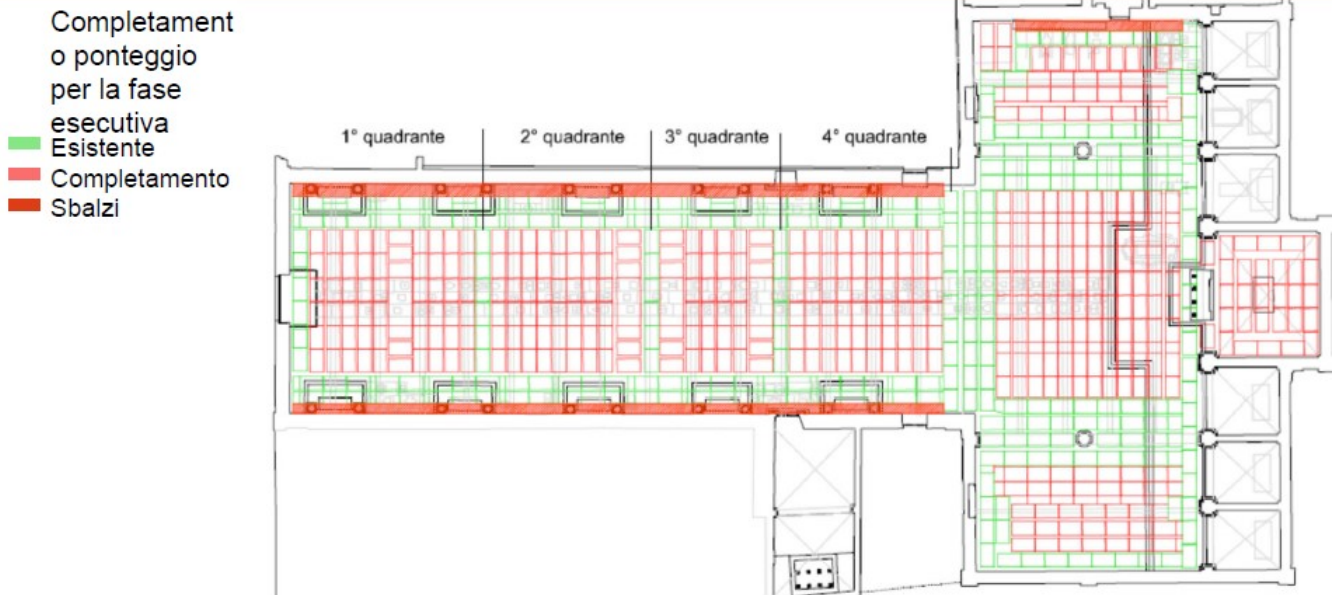 Completament
o ponteggio
per la fase
esecutiva
Esistente
Completamento
Sbalzi
1° quadrante
2° quadrante
3° quadrante
4° quadrante